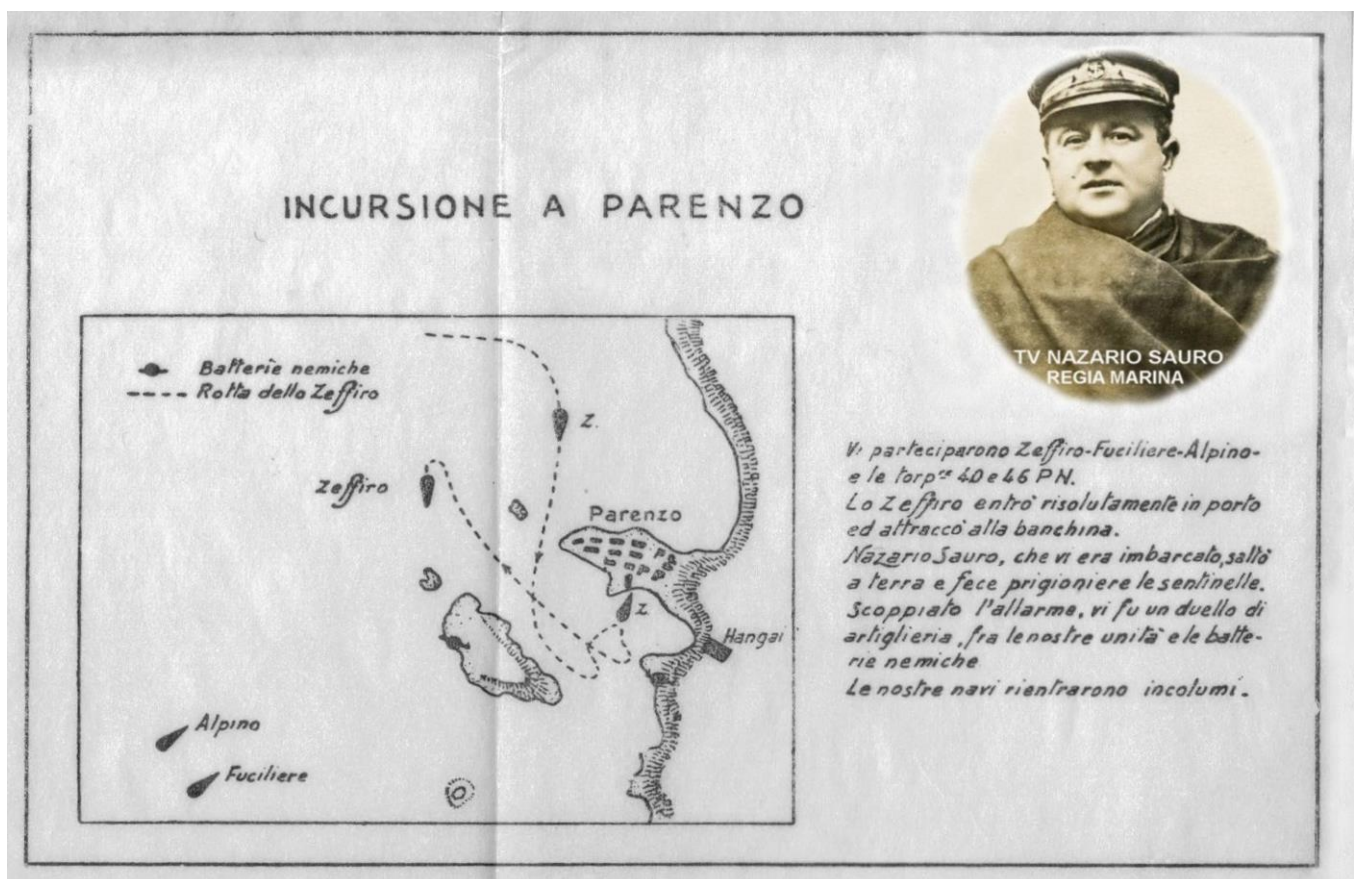 INCURSIONE A PARENZO
TV NAZARIO SAURO
REGIA MARINA
Batterie nemiche
Rotta dello Zeffiro
Z.
Zeffiro
Parenzo
Z
Hangar
Alpino
Fuciliere
Vi parteciparono Zeffiro-Fuciliere-Alpino-
e le torp.re 40 e 46 P N.
Lo Zeffiro entrò risolutamente in porto
ed attraccò alla banchina.
Nazario Sauro, che vi era imbarcato, saltò
a terra e fece prigioniere le sentinelle.
Scoppiato l'allarme, vi fu un duello di
artiglieria, fra le nostre unità e le batte-
rie nemiche
Le nostre navi rientrarono incolumi.